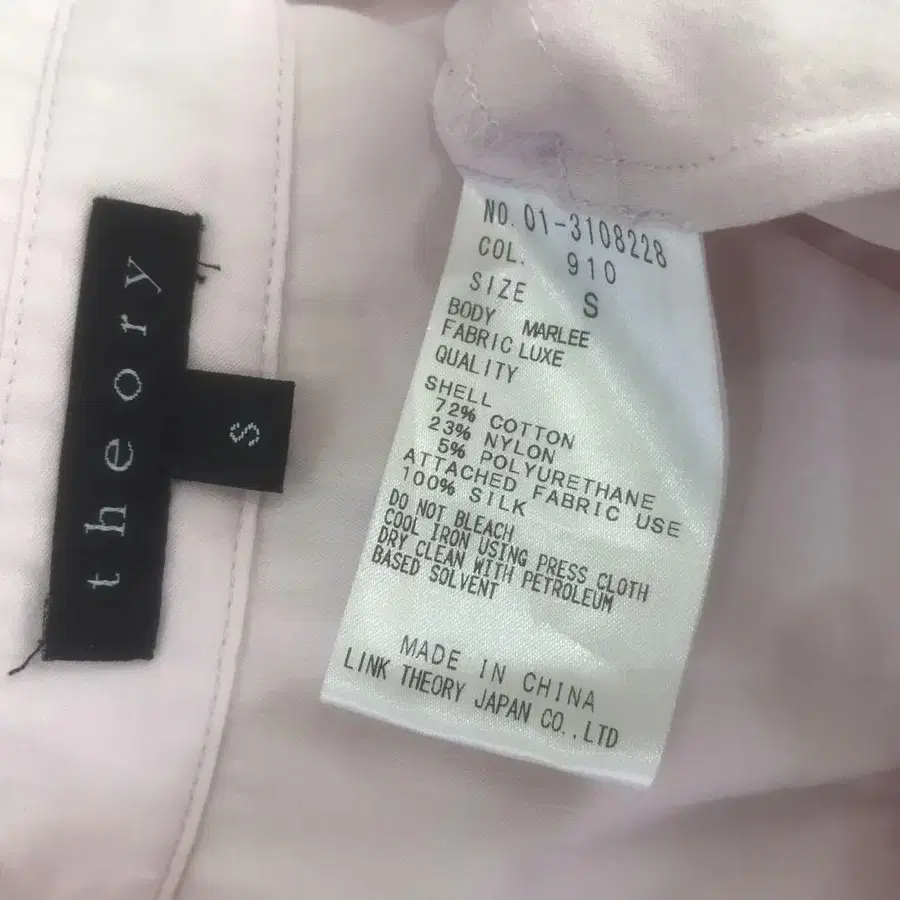 theory
S
NO. 01-3108228
COL. 910
SIZE S
BODY MARLEE
FABRIC LUXE
QUALITY
SHELL
72% COTTON
23% NYLON
5% POLYURETHANE
ATTACHED FABRIC USE
100% SILK
DO NOT BLEACH
COOL IRON USING PRESS CLOTH
DRY CLEAN WITH PETROLEUM
BASED SOLVENT
MADE IN CHINA
LINK THEORY JAPAN CO.,LTD